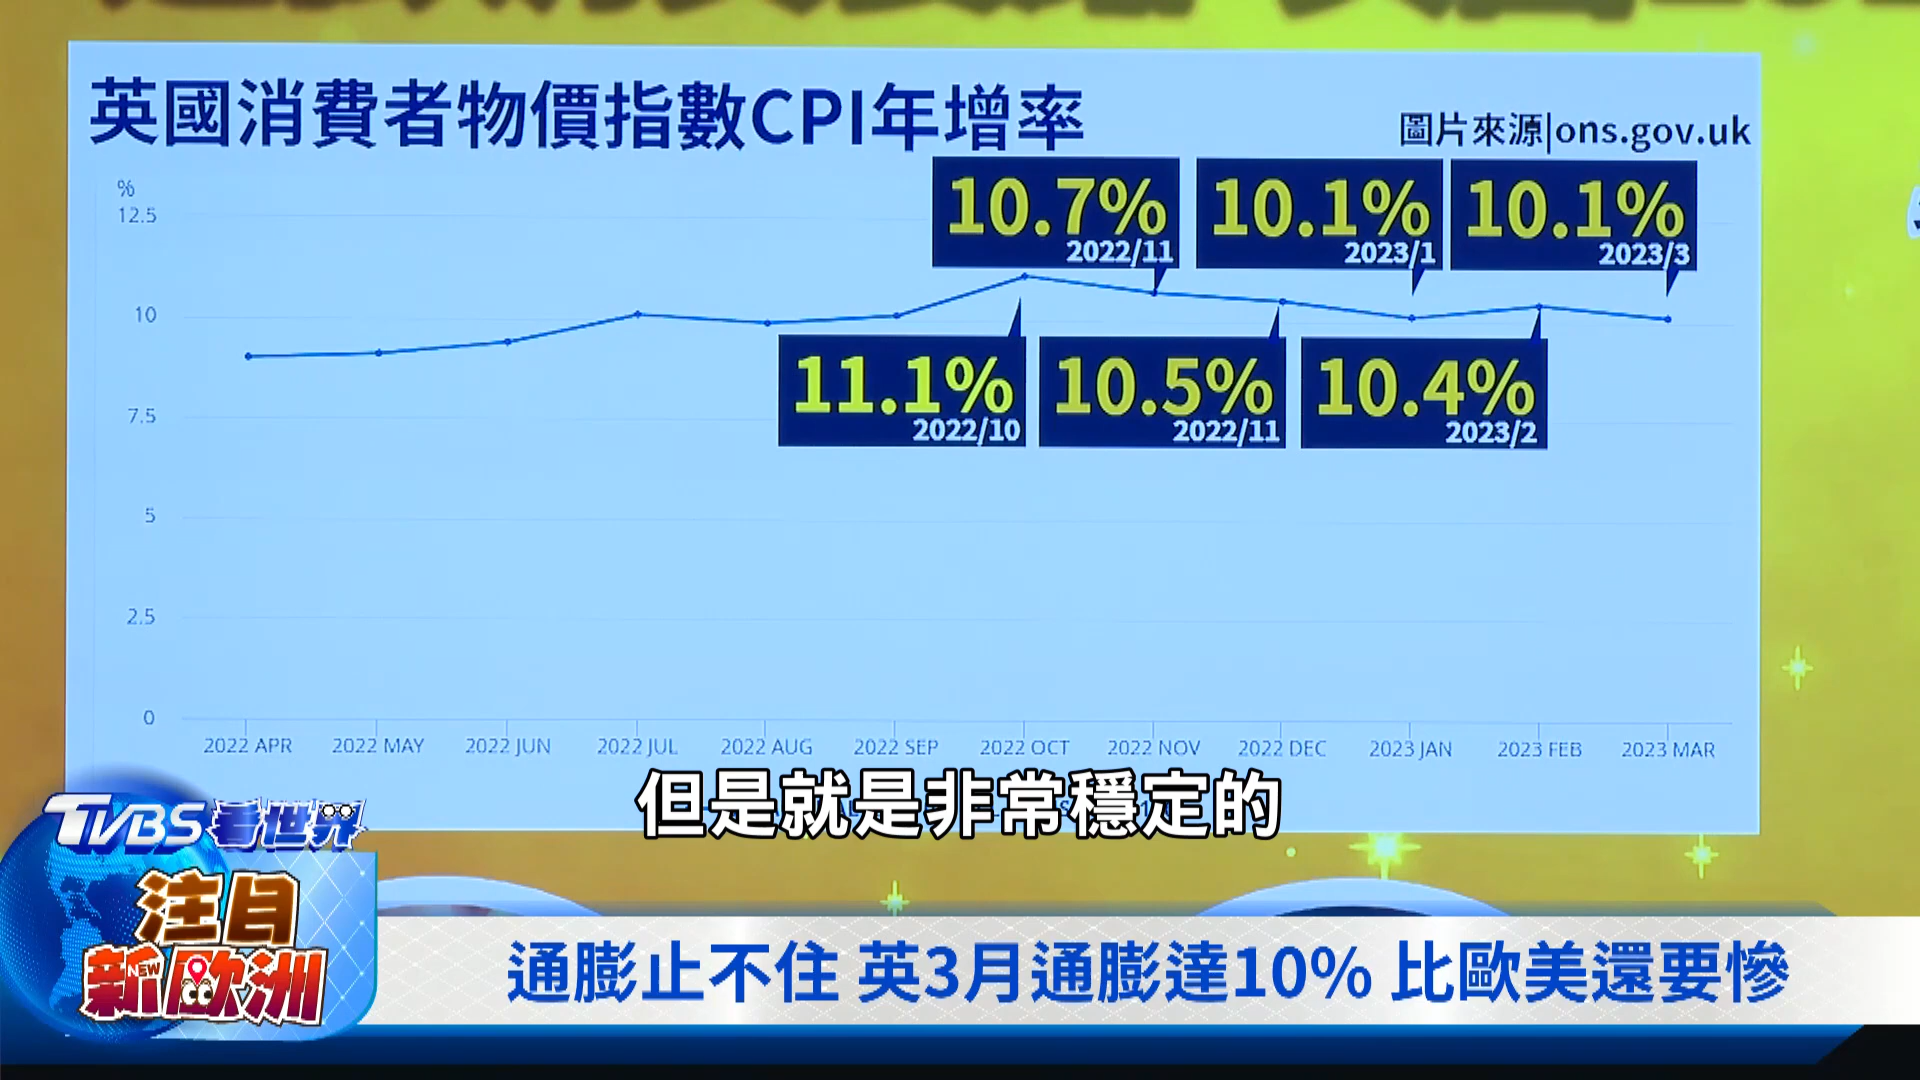 英國消費者物價指數CPI年增率
圖片來源|ons.gov.uk
%
12.5
10
7.5
5
2.5
0
10.7%
2022/11
10.1%
2023/1
10.1%
2023/3
11.1%
2022/10
10.5%
2022/11
10.4%
2023/2
2022 APR 2022 MAY 2022 JUN 2022 JUL 2022 AUG 2022 SEP 2022 OCT 2022 NOV 2022 DEC 2023 JAN 2023 FEB 2023 MAR
但是就是非常穩定的
TVBS看世界
注目
新歐洲
NEW
通膨止不住 英3月通膨達10% 比歐美還要慘